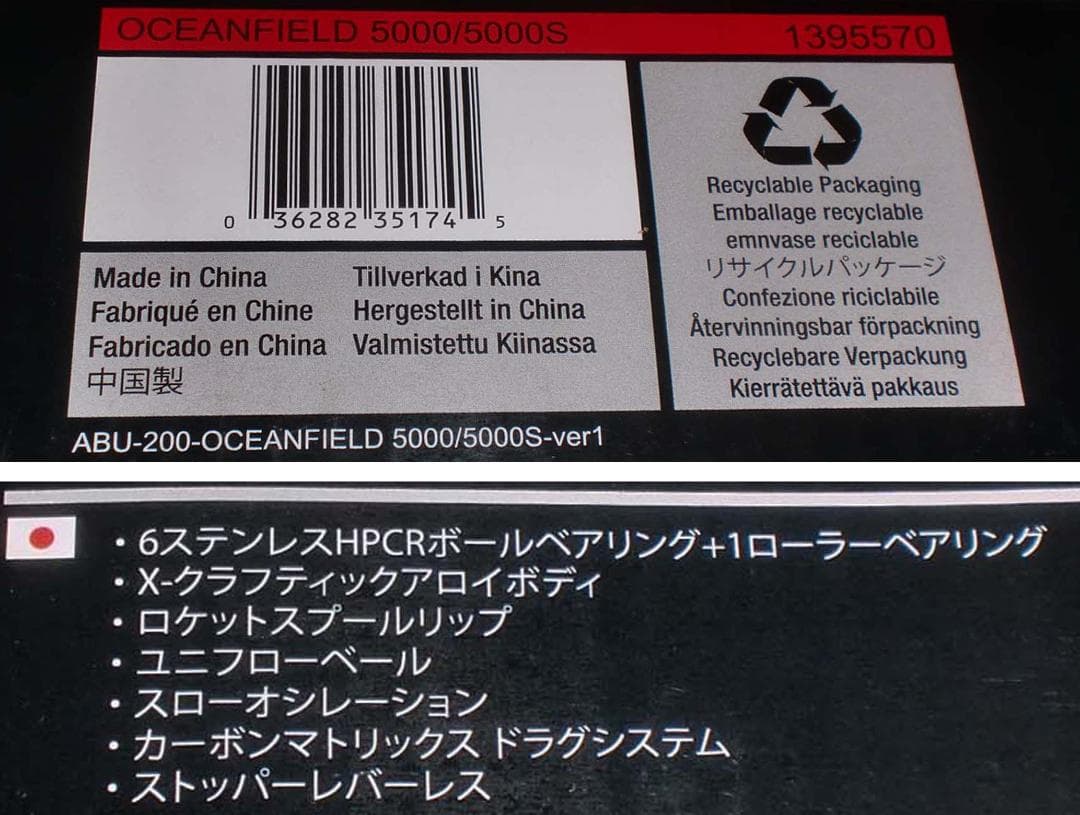 OCEANFIELD 5000/5000S
1395570
0 36282 35174 5
Recyclable Packaging
Emballage recyclable
emnvase reciclable
リサイクルパッケージ
Confezione riciclabile
Återvinningsbar förpackning
Recyclebare Verpackung
Kierrätettävä pakkaus
Made in China
Fabriqué en Chine
Fabricado en China
中国製
Tillverkad i Kina
Hergestellt in China
Valmistettu Kiinassa
ABU-200-OCEANFIELD 5000/5000S-ver1
・6ステンレスHPCRボールベアリング+1ローラーベアリング
・X-クラフティックアロイボディ
・ロケットスプールリップ
・ユニフローベール
・スローオシレーション
・カーボンマトリックス ドラグシステム
・ストッパーレバーレス